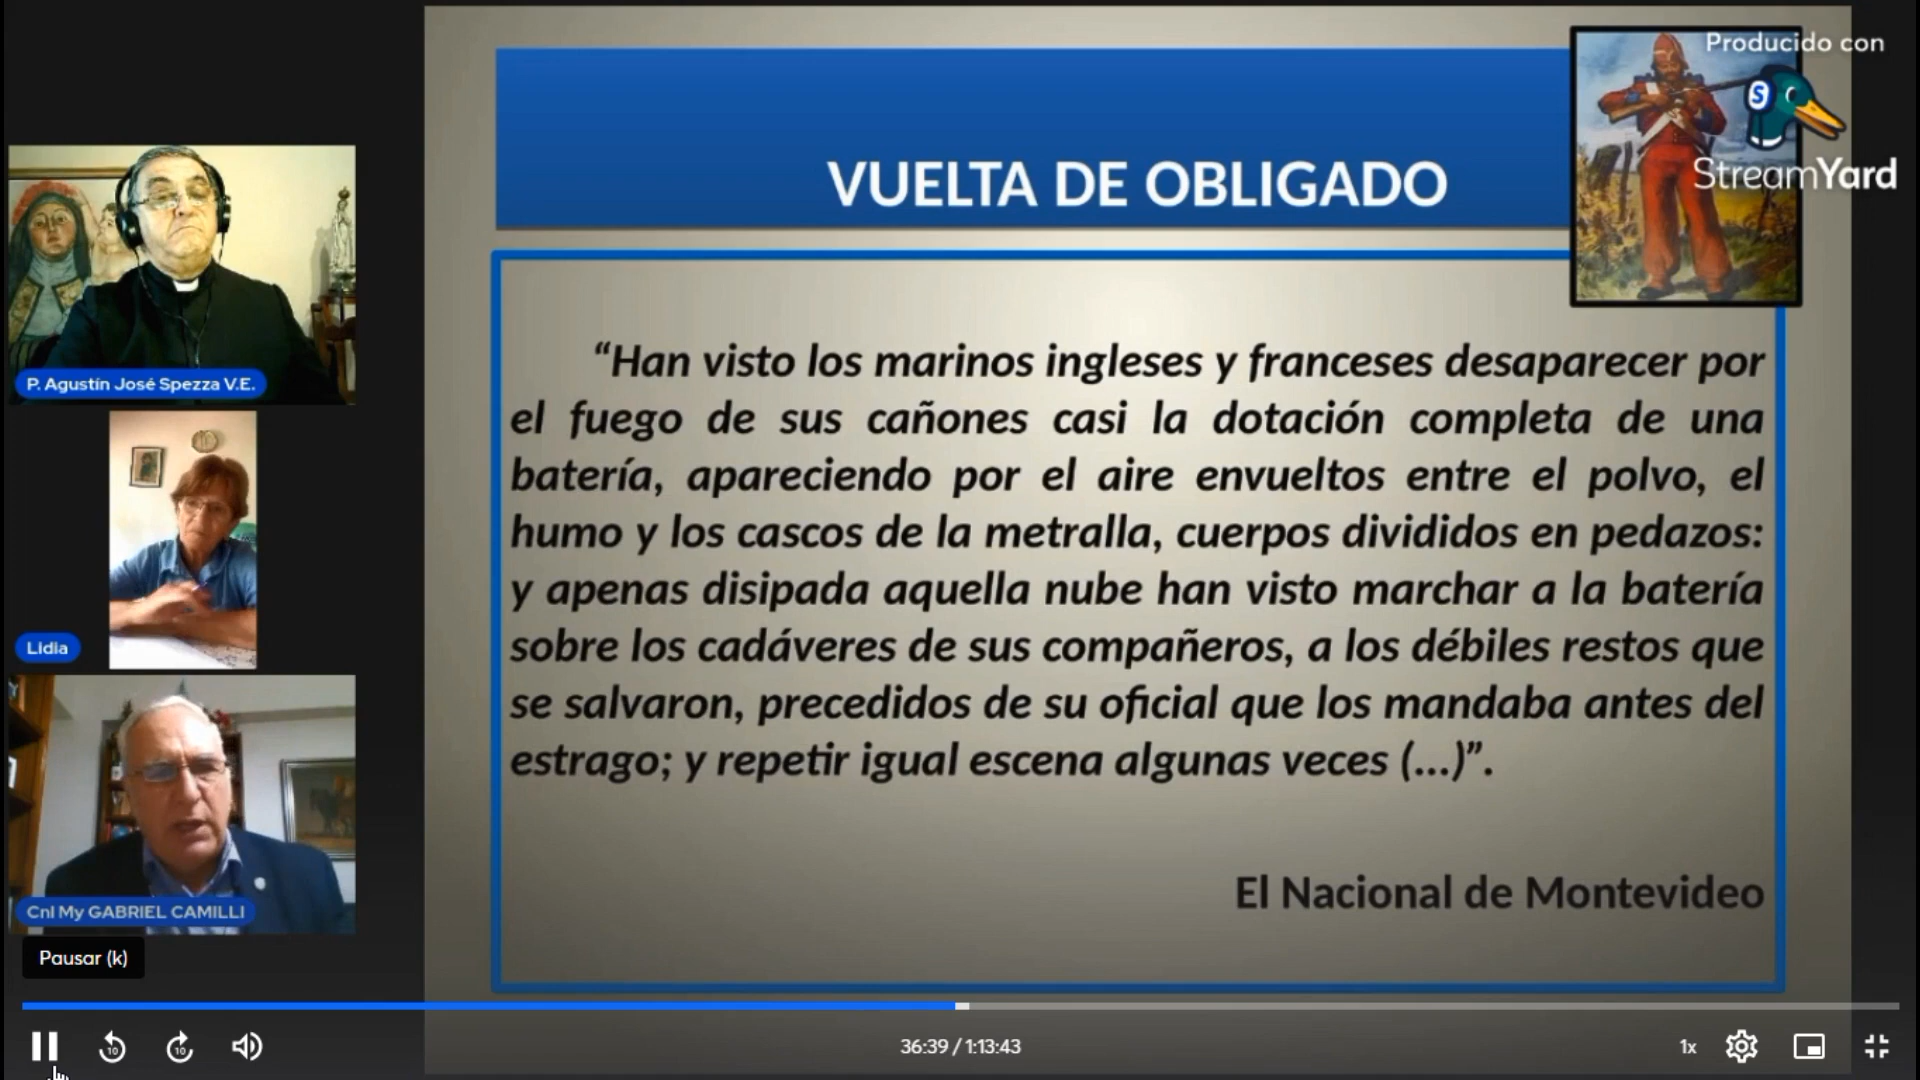 Producido con
StreamYard
S
VUELTA DE OBLIGADO
“Han visto los marinos ingleses y franceses desaparecer por
el fuego de sus cañones casi la dotación completa de una
batería, apareciendo por el aire envueltos entre el polvo, el
humo y los cascos de la metralla, cuerpos divididos en pedazos:
y apenas disipada aquella nube han visto marchar a la batería
sobre los cadáveres de sus compañeros, a los débiles restos que
se salvaron, precedidos de su oficial que los mandaba antes del
estrago; y repetir igual escena algunas veces (...)”.
El Nacional de Montevideo
P. Agustín José Spezza V.E.
Lidia
Cnl My GABRIEL CAMILLI
Pausar (k)
10
10
36:39 / 1:13:43
1x